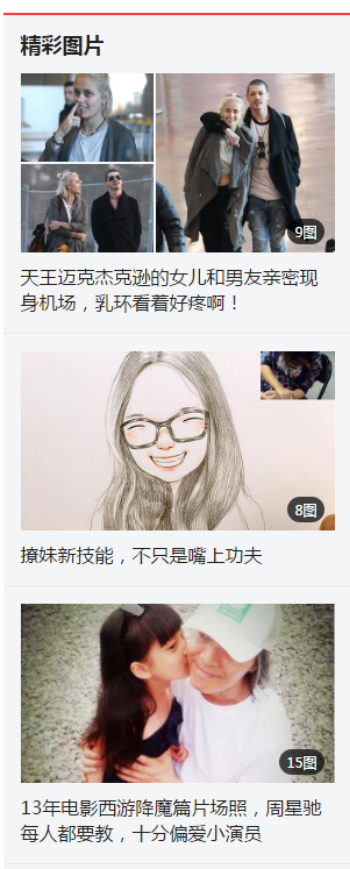 精彩图片
9图
天王迈克杰克逊的女儿和男友亲密现
身机场，乳环看着好疼啊！
8图
撩妹新技能，不只是嘴上功夫
15图
13年电影西游降魔篇片场照，周星驰
每人都要教，十分偏爱小演员